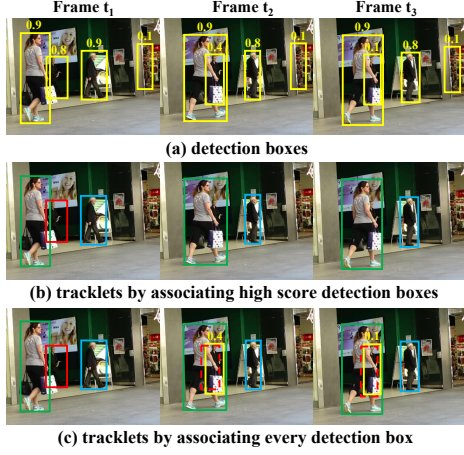 Frame t₁ Frame t₂ Frame t₃
0.9 0.8 0.9 0.1 0.9 0.4 0.8 0.1 0.9 0.1 0.8 0.1
(a) detection boxes
(b) tracklets by associating high score detection boxes
0.4 0.1
(c) tracklets by associating every detection box